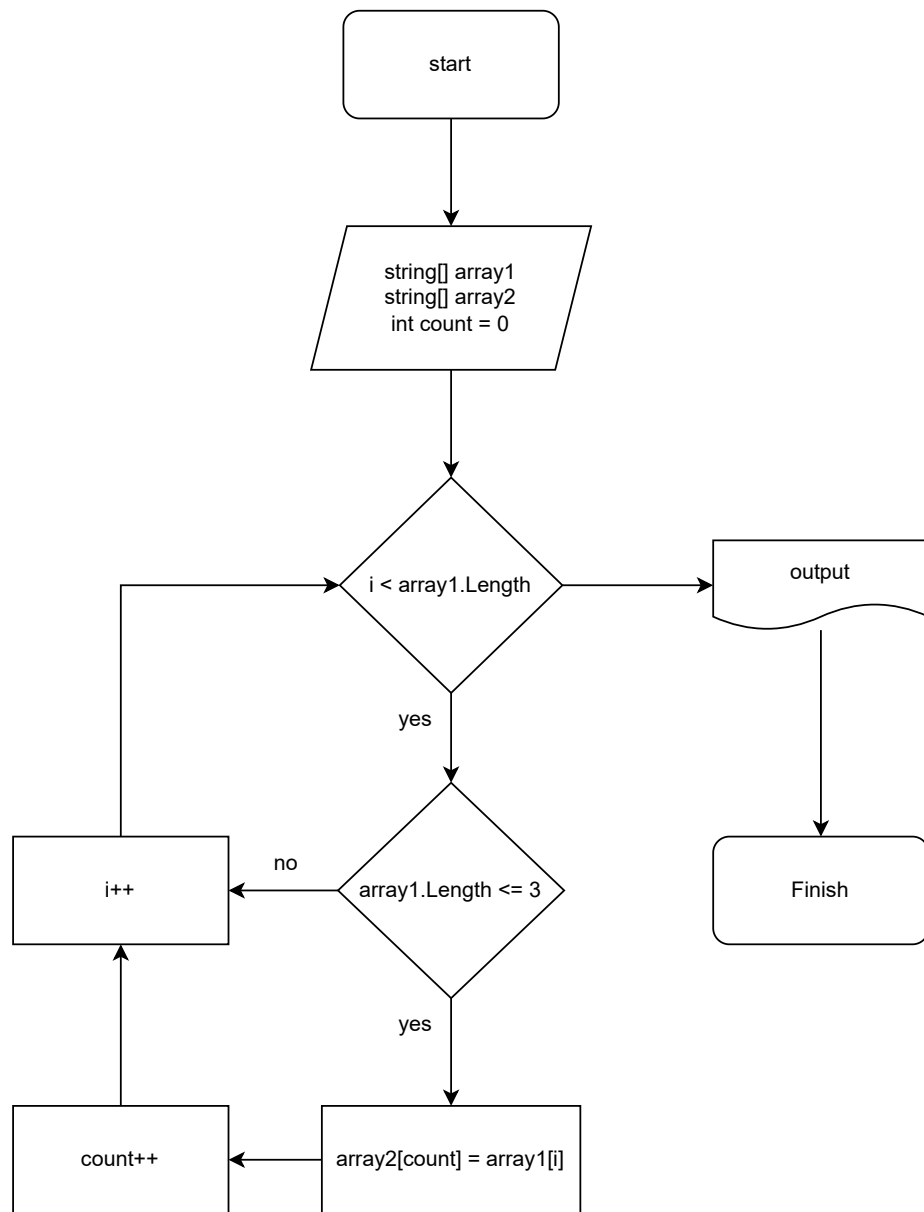 start
string[] array1
string[] array2
int count = 0
i < array1.Length
output
yes
i++
no
array1.Length <= 3
Finish
yes
count++
array2[count] = array1[i]